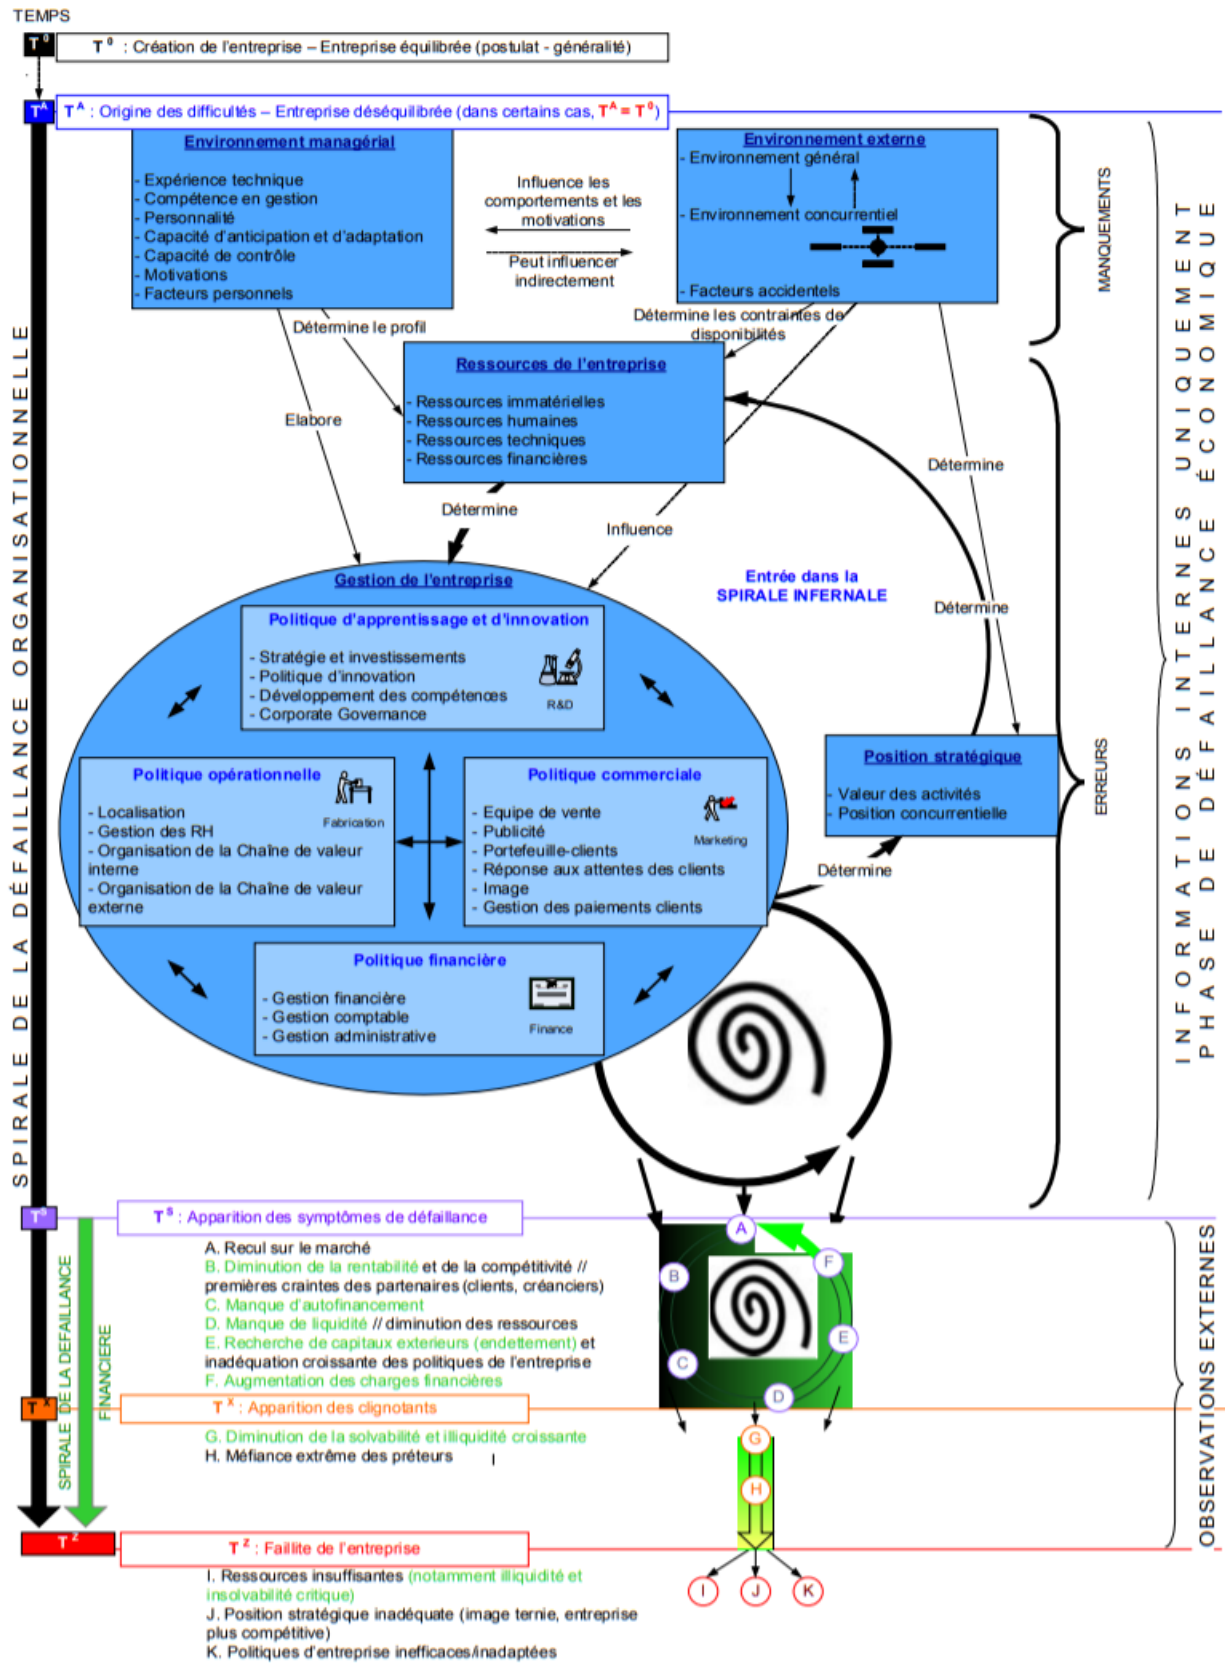 TEMPS
T⁰
T⁰ : Création de l'entreprise – Entreprise équilibrée (postulat - généralité)
Tᴬ
Tᴬ : Origine des difficultés – Entreprise déséquilibrée (dans certains cas, Tᴬ = T⁰)
Environnement managérial
- Expérience technique
- Compétence en gestion
- Personnalité
- Capacité d'anticipation et d'adaptation
- Capacité de contrôle
- Motivations
- Facteurs personnels
Influence les
comportements et les
motivations
Peut influencer
indirectement
Environnement externe
- Environnement général
- Environnement concurrentiel
- Facteurs accidentels
MANQUEMENTS
Détermine le profil
Détermine les contraintes de
disponibilités
Elabore
Ressources de l'entreprise
- Ressources immatérielles
- Ressources humaines
- Ressources techniques
- Ressources financières
Détermine
Détermine
Influence
Entrée dans la
SPIRALE INFERNALE
Détermine
Gestion de l'entreprise
Politique d'apprentissage et d'innovation
- Stratégie et investissements
- Politique d'innovation
- Développement des compétences
- Corporate Governance
R&D
Politique opérationnelle
- Localisation
- Gestion des RH
- Organisation de la Chaîne de valeur
interne
- Organisation de la Chaîne de valeur
externe
Fabrication
Politique commerciale
- Equipe de vente
- Publicité
- Portefeuille-clients
- Réponse aux attentes des clients
- Image
- Gestion des paiements clients
Marketing
Politique financière
- Gestion financière
- Gestion comptable
- Gestion administrative
Finance
Position stratégique
- Valeur des activités
- Position concurrentielle
Détermine
ERREURS
INFORMATIONS INTERNES UNIQUEMENT
PHASE DE DÉFAILLANCE ÉCONOMIQUE
SPIRALE DE LA DÉFAILLANCE ORGANISATIONNELLE
Tˢ
Tˢ : Apparition des symptômes de défaillance
A. Recul sur le marché
B. Diminution de la rentabilité et de la compétitivité //
premières craintes des partenaires (clients, créanciers)
C. Manque d'autofinancement
D. Manque de liquidité // diminution des ressources
E. Recherche de capitaux exterieurs (endettement) et
inadéquation croissante des politiques de l'entreprise
F. Augmentation des charges financières
SPIRALE DE LA DEFAILLANCE
FINANCIERE
A
B
C
D
E
F
Tˣ
Tˣ : Apparition des clignotants
G. Diminution de la solvabilité et illiquidité croissante
H. Méfiance extrême des préteurs
G
H
OBSERVATIONS EXTERNES
Tᶻ
Tᶻ : Faillite de l'entreprise
I. Ressources insuffisantes (notamment illiquidité et
insolvabilité critique)
J. Position stratégique inadéquate (image ternie, entreprise
plus compétitive)
K. Politiques d'entreprise inefficaces/inadaptées
I
J
K